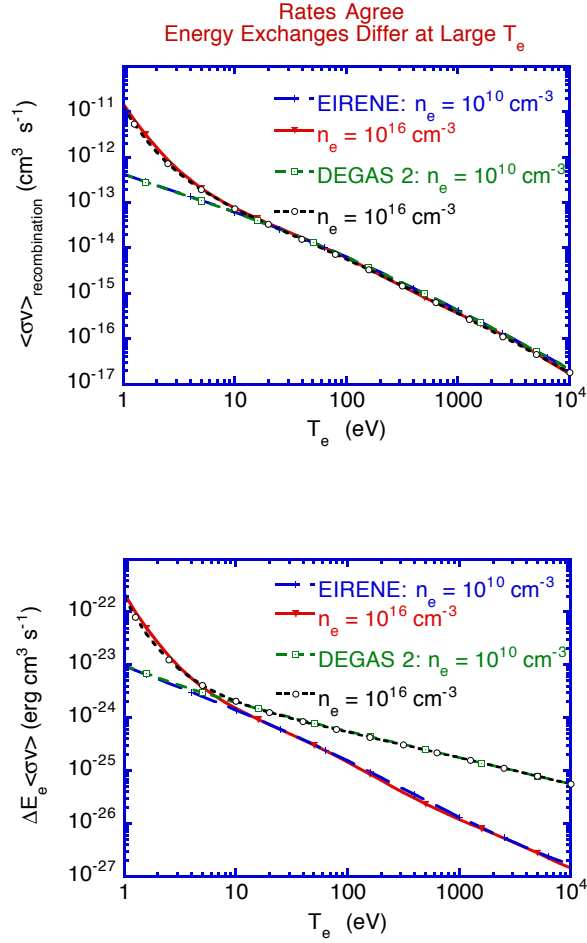 Rates Agree
Energy Exchanges Differ at Large T_e
<σv>_recombination (cm^3 s^-1)
10^-11
10^-12
10^-13
10^-14
10^-15
10^-16
10^-17
EIRENE: n_e = 10^10 cm^-3
n_e = 10^16 cm^-3
DEGAS 2: n_e = 10^10 cm^-3
n_e = 10^16 cm^-3
1 10 100 1000 10^4
T_e (eV)
ΔE_e<σv> (erg cm^3 s^-1)
10^-22
10^-23
10^-24
10^-25
10^-26
10^-27
EIRENE: n_e = 10^10 cm^-3
n_e = 10^16 cm^-3
DEGAS 2: n_e = 10^10 cm^-3
n_e = 10^16 cm^-3
1 10 100 1000 10^4
T_e (eV)